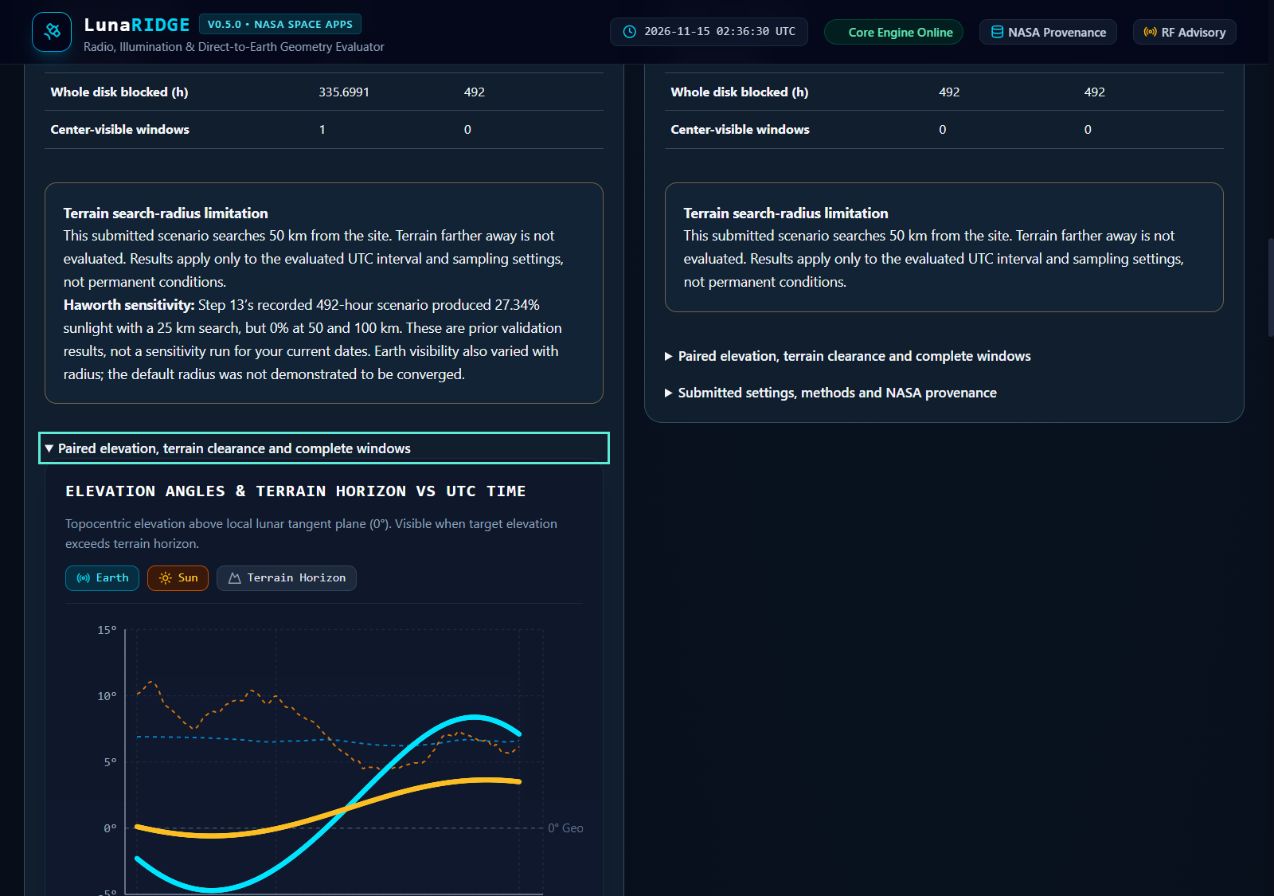 LunaRIDGE V0.5.0 • NASA SPACE APPS
Radio, Illumination & Direct-to-Earth Geometry Evaluator
2026-11-15 02:36:30 UTC
Core Engine Online
NASA Provenance
RF Advisory
Whole disk blocked (h) 335.6991 492
Center-visible windows 1 0
Terrain search-radius limitation
This submitted scenario searches 50 km from the site. Terrain farther away is not
evaluated. Results apply only to the evaluated UTC interval and sampling settings,
not permanent conditions.
Haworth sensitivity: Step 13’s recorded 492-hour scenario produced 27.34%
sunlight with a 25 km search, but 0% at 50 and 100 km. These are prior validation
results, not a sensitivity run for your current dates. Earth visibility also varied with
radius; the default radius was not demonstrated to be converged.
Paired elevation, terrain clearance and complete windows
ELEVATION ANGLES & TERRAIN HORIZON VS UTC TIME
Topocentric elevation above local lunar tangent plane (0°). Visible when target elevation
exceeds terrain horizon.
Earth
Sun
Terrain Horizon
15°
10°
5°
0°
0° Geo
-5°
Whole disk blocked (h) 492 492
Center-visible windows 0 0
Terrain search-radius limitation
This submitted scenario searches 50 km from the site. Terrain farther away is not
evaluated. Results apply only to the evaluated UTC interval and sampling settings,
not permanent conditions.
Paired elevation, terrain clearance and complete windows
Submitted settings, methods and NASA provenance